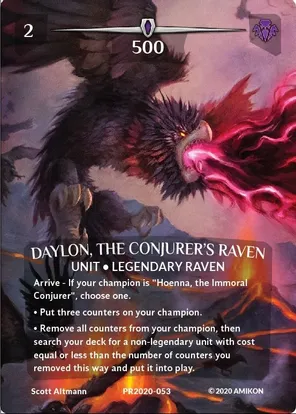 2
500
DAYLON, THE CONJURER'S RAVEN
UNIT • LEGENDARY RAVEN
Arrive - If your champion is "Hoenna, the Immoral
Conjurer", choose one.
• Put three counters on your champion.
• Remove all counters from your champion, then
search your deck for a non-legendary unit with cost
equal or less than the number of counters you
removed this way and put it into play.
Scott Altmann PR2020-053 ©2020 AMIKON